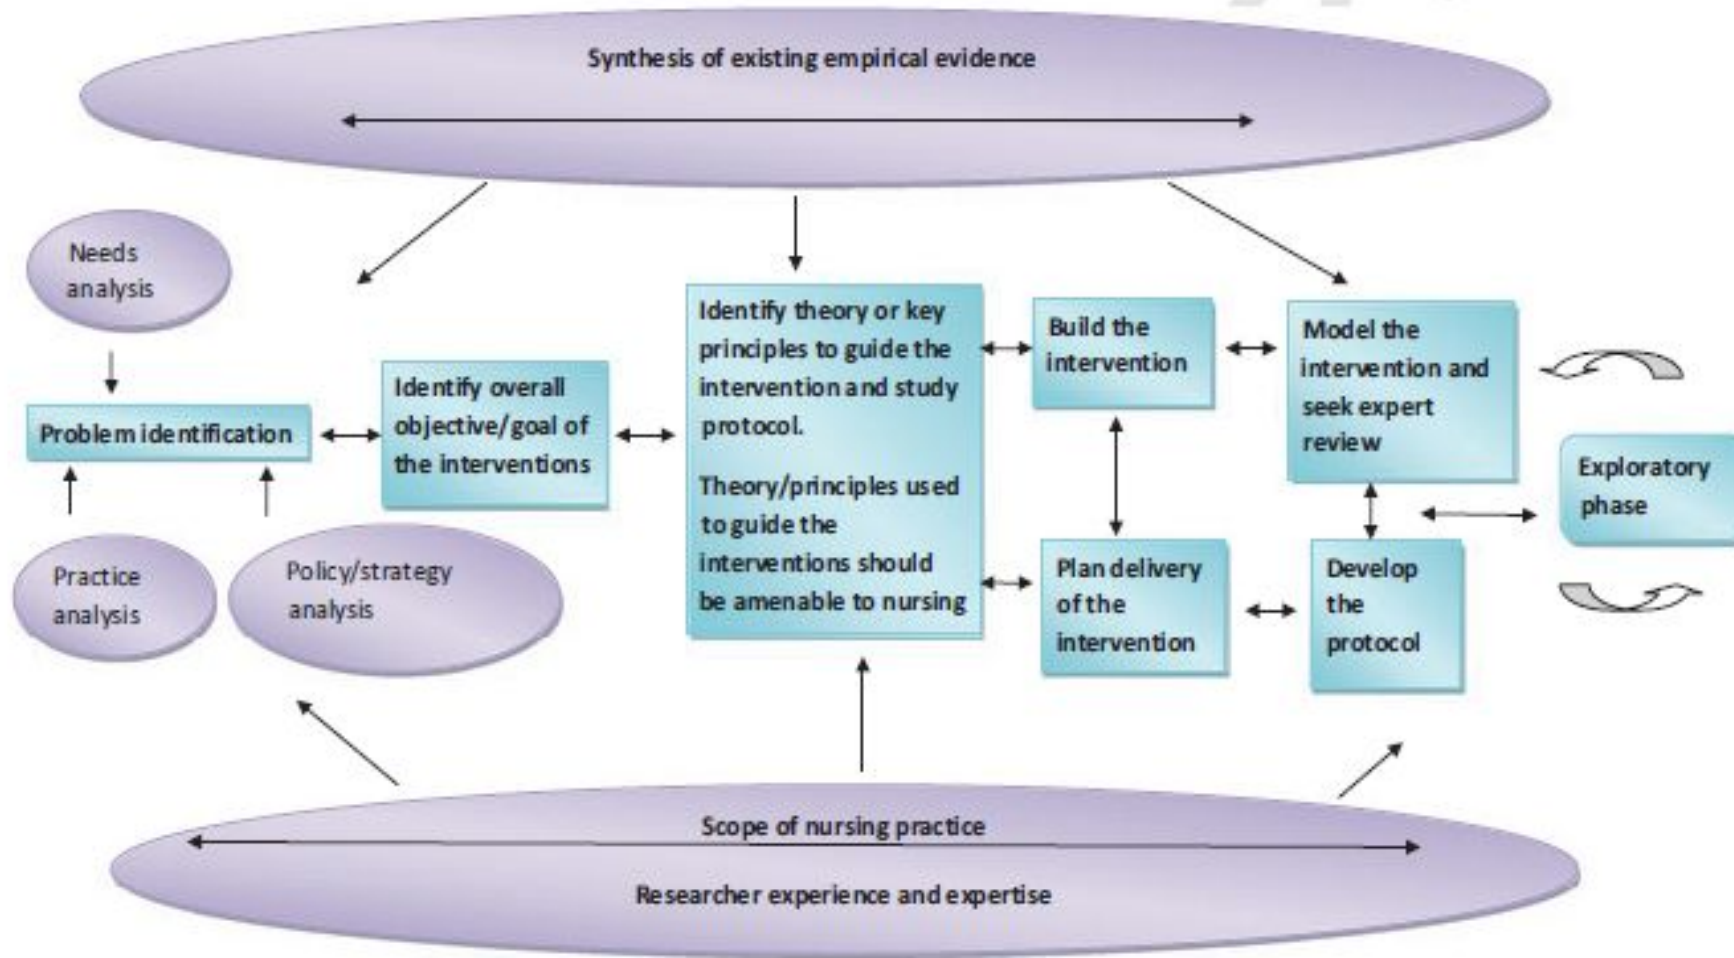 Synthesis of existing empirical evidence
Needs
analysis
Problem identification
Practice
analysis
Policy/strategy
analysis
Identify overall
objective/goal of
the interventions
Identify theory or key
principles to guide the
intervention and study
protocol.
Theory/principles used
to guide the
interventions should
be amenable to nursing
Build the
intervention
Plan delivery
of the
intervention
Model the
intervention and
seek expert
review
Develop
the
protocol
Exploratory
phase
Scope of nursing practice
Researcher experience and expertise